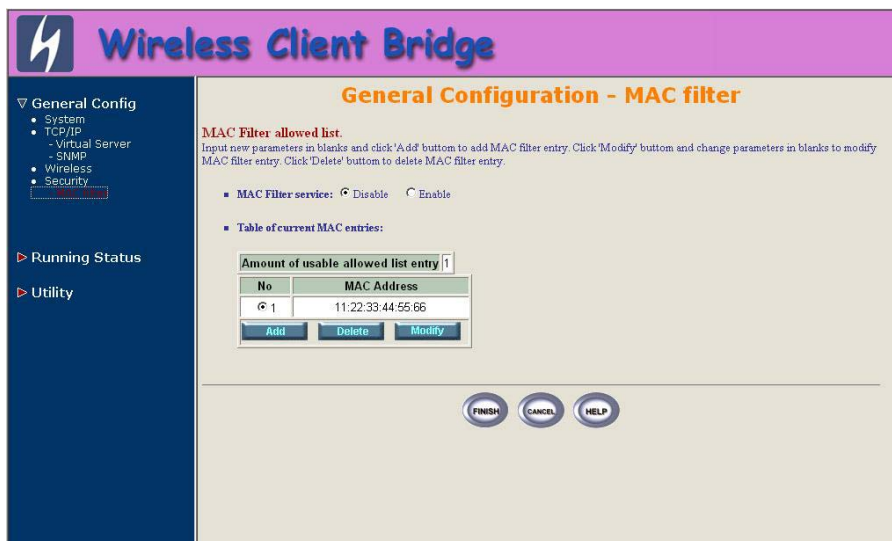 Wireless Client Bridge
General Config
System
TCP/IP
- Virtual Server
- SNMP
Wireless
Security
Running Status
Utility
General Configuration - MAC filter
MAC Filter allowed list.
Input new parameters in blanks and click 'Add' buttom to add MAC filter entry. Click 'Modify' buttom and change parameters in blanks to modify
MAC filter entry. Click 'Delete' buttom to delete MAC filter entry.
MAC Filter service: Disable Enable
Table of current MAC entries:
Amount of usable allowed list entry 1
No MAC Address
1 11:22:33:44:55:66
Add Delete Modify
FINISH CANCEL HELP